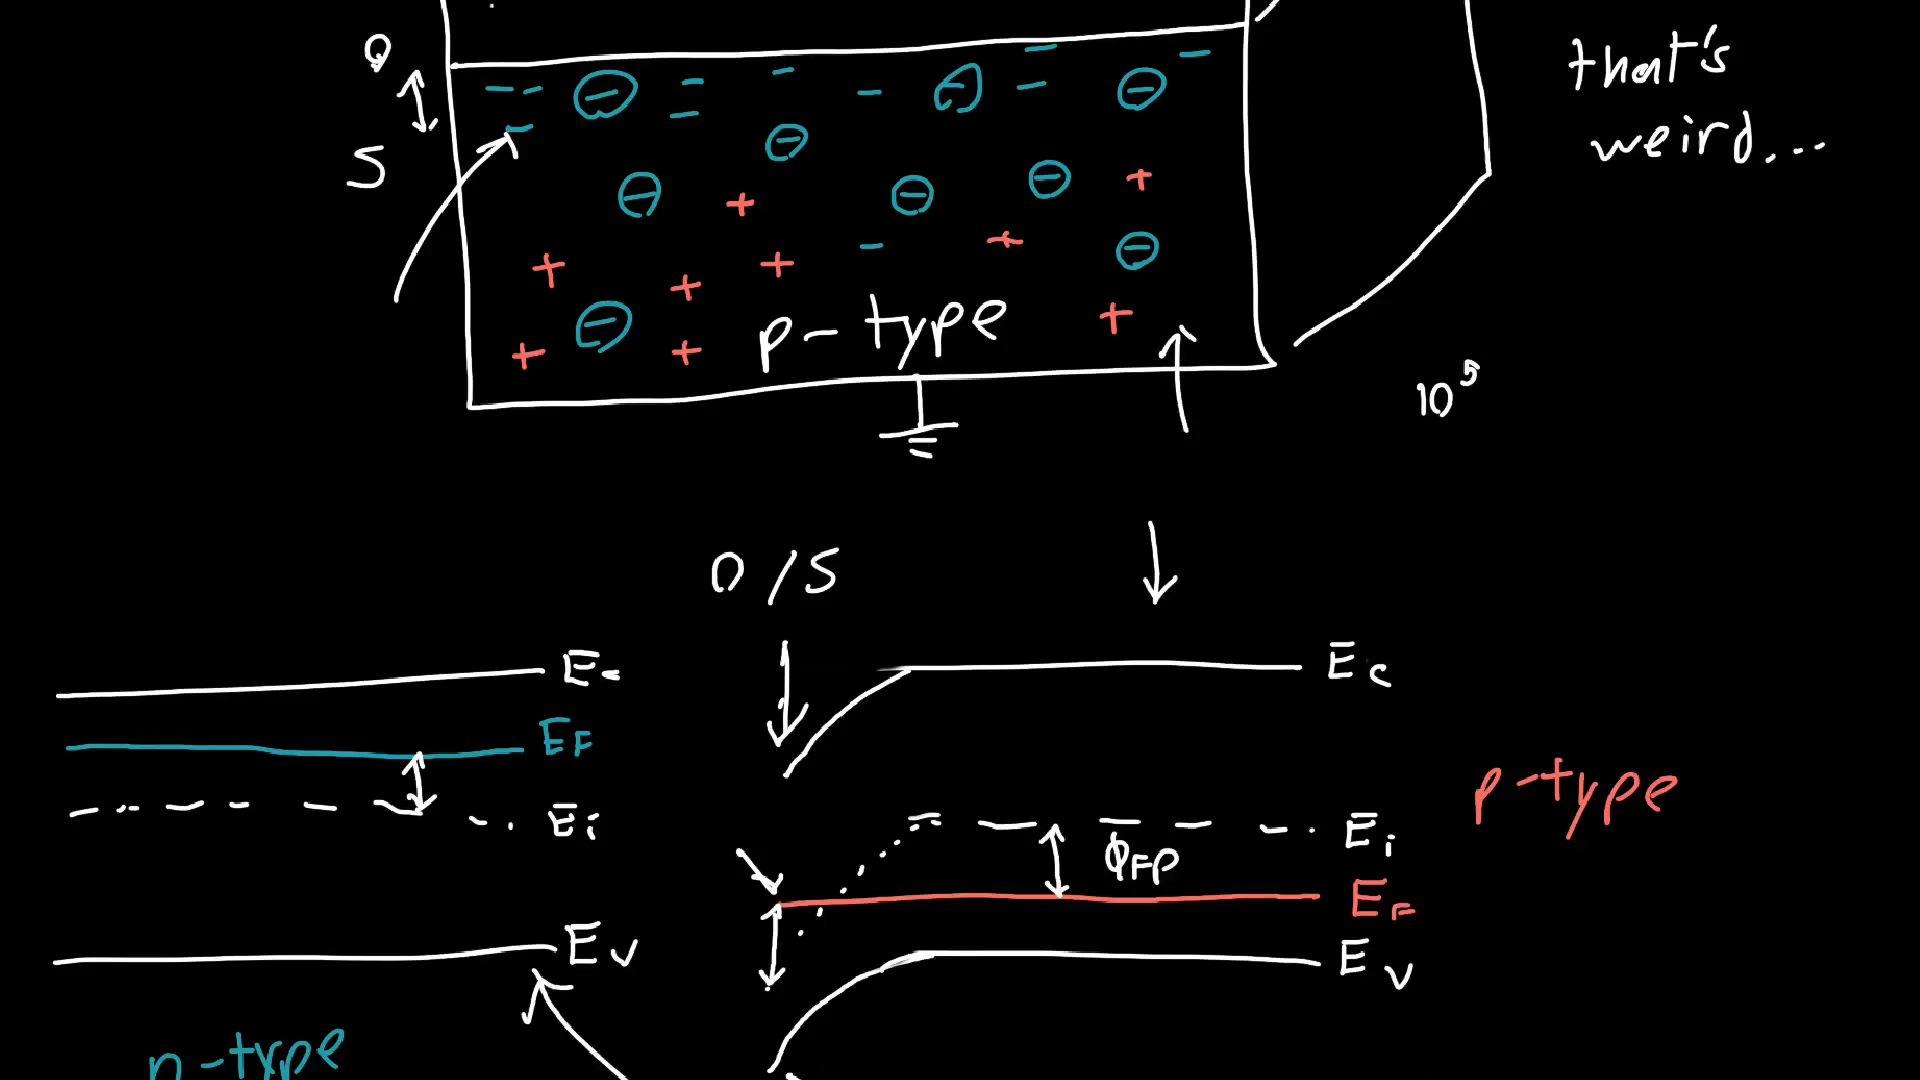 that's
weird...
O
S
p-type
10^5
O/S
Ec
EF
Ei
Ev
n-type
Ec
Ei
ϕFp
EF
Ev
p-type